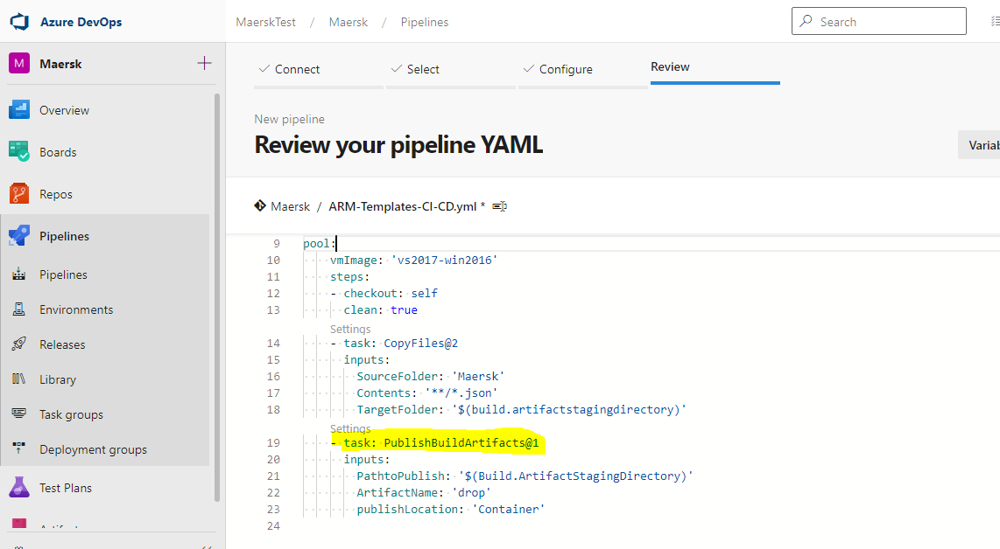 Azure DevOps
MaerskTest / Maersk / Pipelines
Search
M Maersk
Overview
Boards
Repos
Pipelines
Pipelines
Environments
Releases
Library
Task groups
Deployment groups
Test Plans
Connect
Select
Configure
Review
New pipeline
Review your pipeline YAML
Variab
Maersk / ARM-Templates-CI-CD.yml *
9 pool:
10 vmImage: 'vs2017-win2016'
11 steps:
12 - checkout: self
13 clean: true
Settings
14 - task: CopyFiles@2
15 inputs:
16 SourceFolder: 'Maersk'
17 Contents: '**/*.json'
18 TargetFolder: '$(build.artifactstagingdirectory)'
Settings
19 - task: PublishBuildArtifacts@1
20 inputs:
21 PathtoPublish: '$(Build.ArtifactStagingDirectory)'
22 ArtifactName: 'drop'
23 publishLocation: 'Container'
24